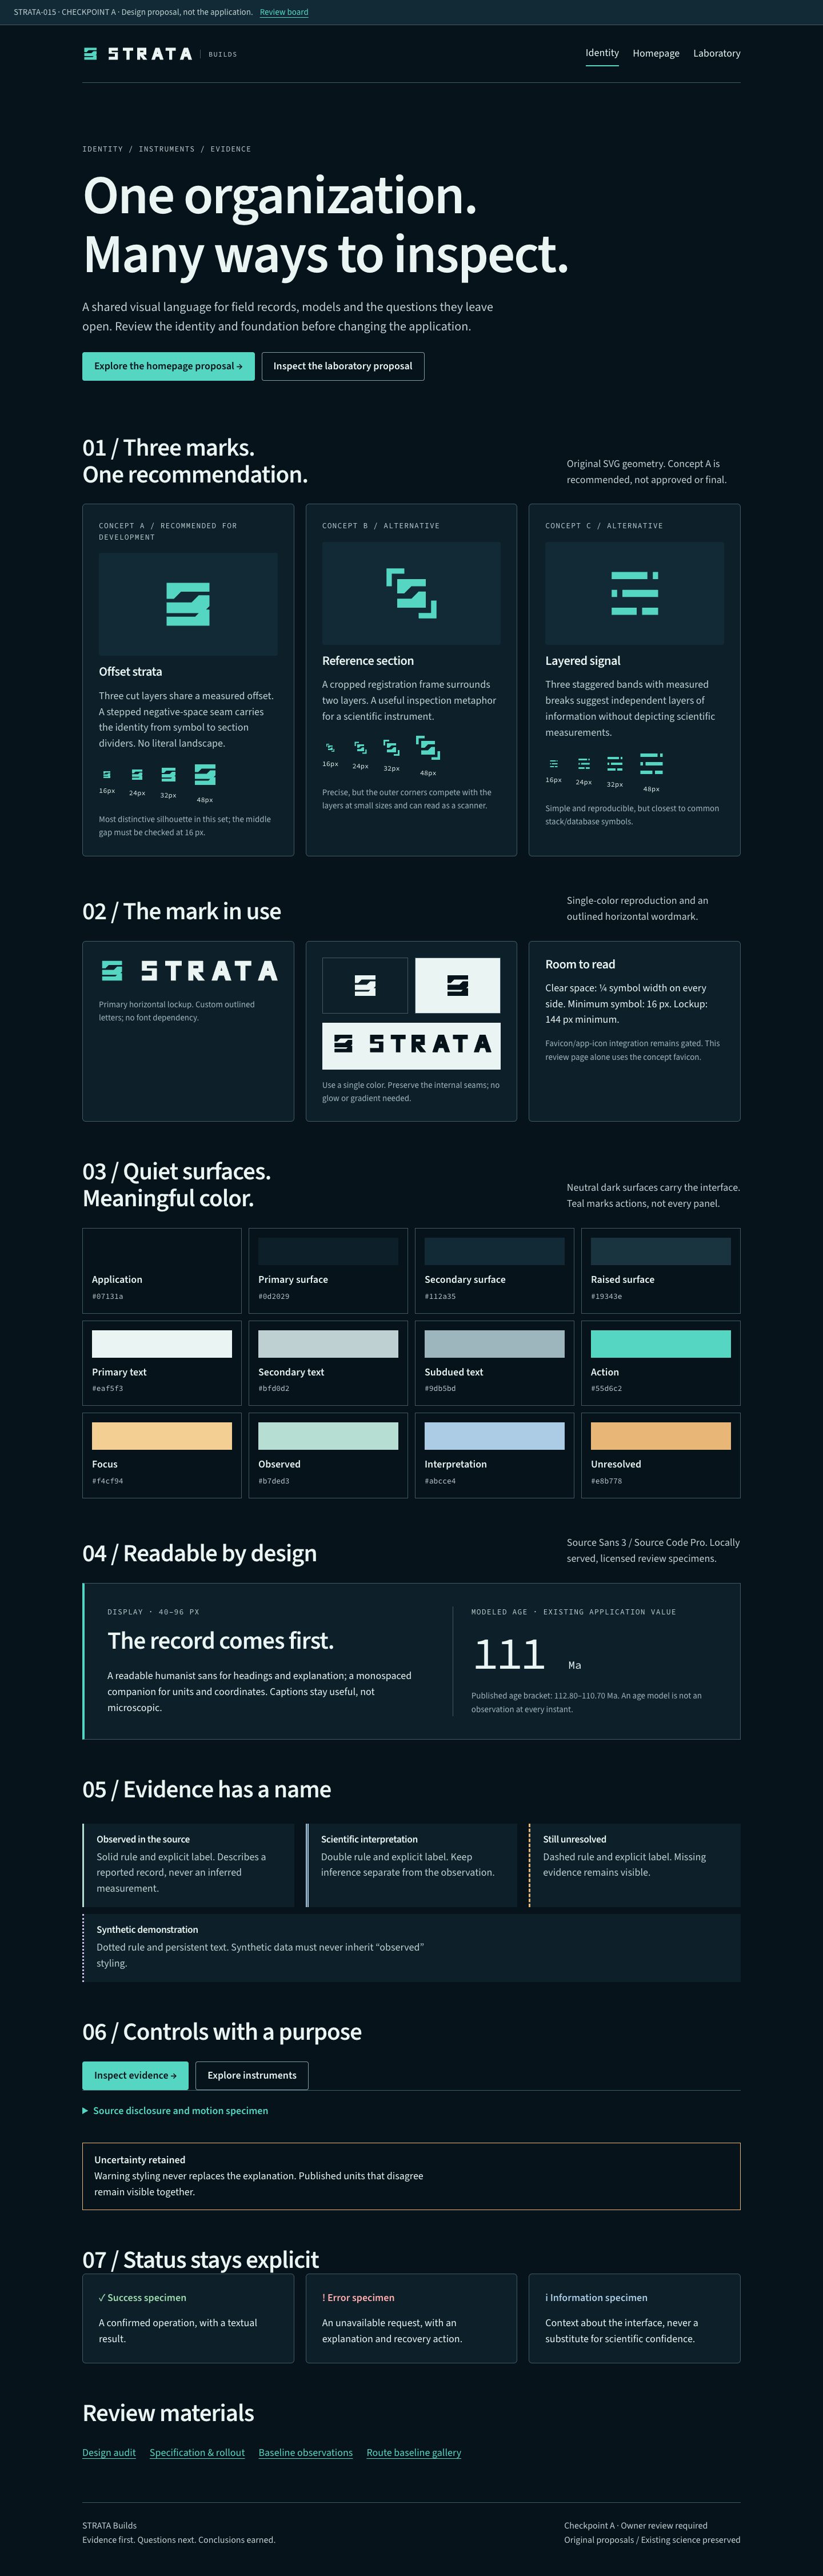 STRATA-015 · CHECKPOINT A · Design proposal, not the application. Review board
STRATA BUILDS
Identity Homepage Laboratory
IDENTITY / INSTRUMENTS / EVIDENCE
One organization.
Many ways to inspect.
A shared visual language for field records, models and the questions they leave
open. Review the identity and foundation before changing the application.
Explore the homepage proposal → Inspect the laboratory proposal
01 / Three marks.
One recommendation.
Original SVG geometry. Concept A is
recommended, not approved or final.
CONCEPT A / RECOMMENDED FOR
DEVELOPMENT
Offset strata
Three cut layers share a measured offset.
A stepped negative-space seam carries
the identity from symbol to section
dividers. No literal landscape.
16px 24px 32px 48px
Most distinctive silhouette in this set; the middle
gap must be checked at 16 px.
CONCEPT B / ALTERNATIVE
Reference section
A cropped registration frame surrounds
two layers. A useful inspection metaphor
for a scientific instrument.
16px 24px 32px 48px
Precise, but the outer corners compete with the
layers at small sizes and can read as a scanner.
CONCEPT C / ALTERNATIVE
Layered signal
Three staggered bands with measured
breaks suggest independent layers of
information without depicting scientific
measurements.
16px 24px 32px 48px
Simple and reproducible, but closest to common
stack/database symbols.
02 / The mark in use
Single-color reproduction and an
outlined horizontal wordmark.
STRATA
Primary horizontal lockup. Custom outlined
letters; no font dependency.
STRATA
Use a single color. Preserve the internal seams; no
glow or gradient needed.
Room to read
Clear space: ¼ symbol width on every
side. Minimum symbol: 16 px. Lockup:
144 px minimum.
Favicon/app-icon integration remains gated. This
review page alone uses the concept favicon.
03 / Quiet surfaces.
Meaningful color.
Neutral dark surfaces carry the interface.
Teal marks actions, not every panel.
Application
#07131a
Primary surface
#0d2029
Secondary surface
#112a35
Raised surface
#19343e
Primary text
#eaf5f3
Secondary text
#bfd0d2
Subdued text
#9db5bd
Action
#55d6c2
Focus
#f4cf94
Observed
#b7ded3
Interpretation
#abcce4
Unresolved
#e8b778
04 / Readable by design
Source Sans 3 / Source Code Pro. Locally
served, licensed review specimens.
DISPLAY · 40–96 PX
The record comes first.
A readable humanist sans for headings and explanation; a monospaced
companion for units and coordinates. Captions stay useful, not
microscopic.
MODELED AGE · EXISTING APPLICATION VALUE
111 Ma
Published age bracket: 112.80–110.70 Ma. An age model is not an
observation at every instant.
05 / Evidence has a name
Observed in the source
Solid rule and explicit label. Describes a
reported record, never an inferred
measurement.
Scientific interpretation
Double rule and explicit label. Keep
inference separate from the observation.
Still unresolved
Dashed rule and explicit label. Missing
evidence remains visible.
Synthetic demonstration
Dotted rule and persistent text. Synthetic data must never inherit “observed”
styling.
06 / Controls with a purpose
Inspect evidence → Explore instruments
▶ Source disclosure and motion specimen
Uncertainty retained
Warning styling never replaces the explanation. Published units that disagree
remain visible together.
07 / Status stays explicit
✓ Success specimen
A confirmed operation, with a textual
result.
! Error specimen
An unavailable request, with an
explanation and recovery action.
i Information specimen
Context about the interface, never a
substitute for scientific confidence.
Review materials
Design audit Specification & rollout Baseline observations Route baseline gallery
STRATA Builds
Evidence first. Questions next. Conclusions earned.
Checkpoint A · Owner review required
Original proposals / Existing science preserved